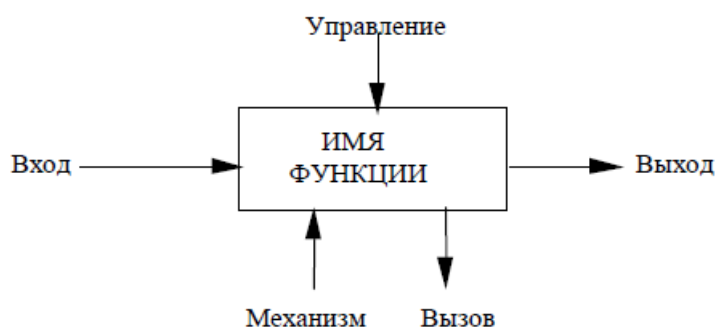 Управление
ИМЯ
ФУНКЦИИ
Вход
Выход
Механизм
Вызов